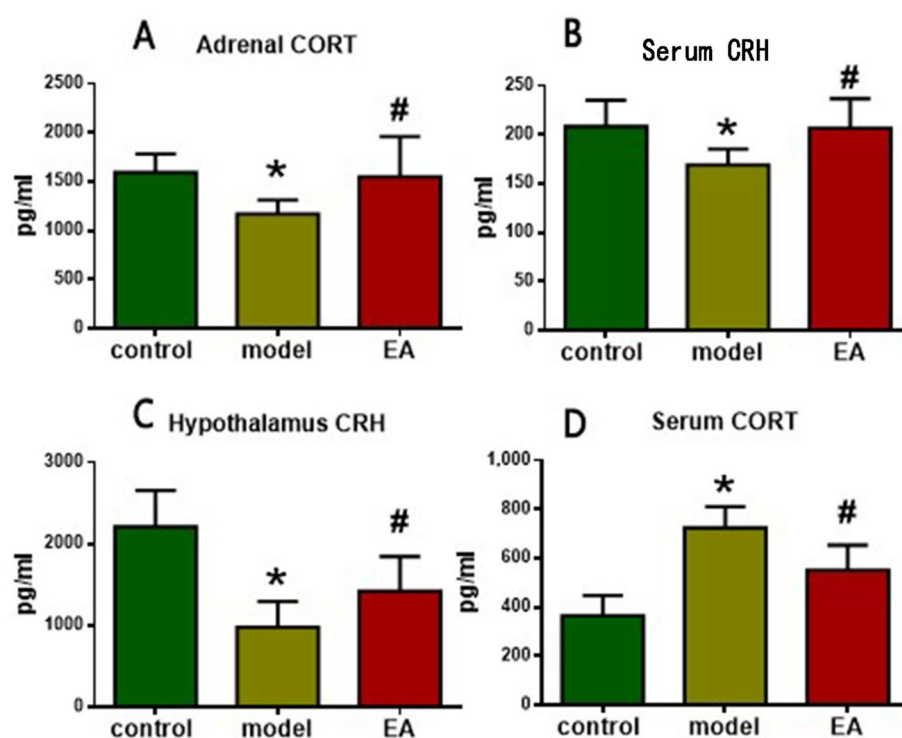 A
Adrenal CORT
2500
2000
1500
1000
500
0
pg/ml
*
#
control model EA
B
Serum CRH
250
200
150
100
50
0
pg/ml
*
#
control model EA
C
Hypothalamus CRH
3000
2000
1000
0
pg/ml
*
#
control model EA
D
Serum CORT
1,000
800
600
400
200
0
pg/ml
*
#
control model EA